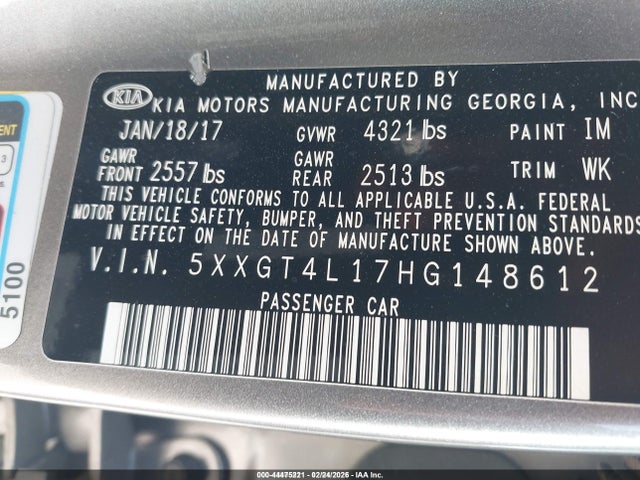 MANUFACTURED BY
KIA KIA MOTORS MANUFACTURING GEORGIA, INC
JAN/18/17 GVWR 4321 lbs PAINT IM
GAWR FRONT 2557 lbs GAWR REAR 2513 lbs TRIM WK
THIS VEHICLE CONFORMS TO ALL APPLICABLE U.S.A. FEDERAL
MOTOR VEHICLE SAFETY, BUMPER, AND THEFT PREVENTION STANDARDS
IN EFFECT ON THE DATE OF MANUFACTURE SHOWN ABOVE.
V.I.N. 5XXGT4L17HG148612
PASSENGER CAR
5100
000-44475221 - 02/24/2026 - IAA Inc.